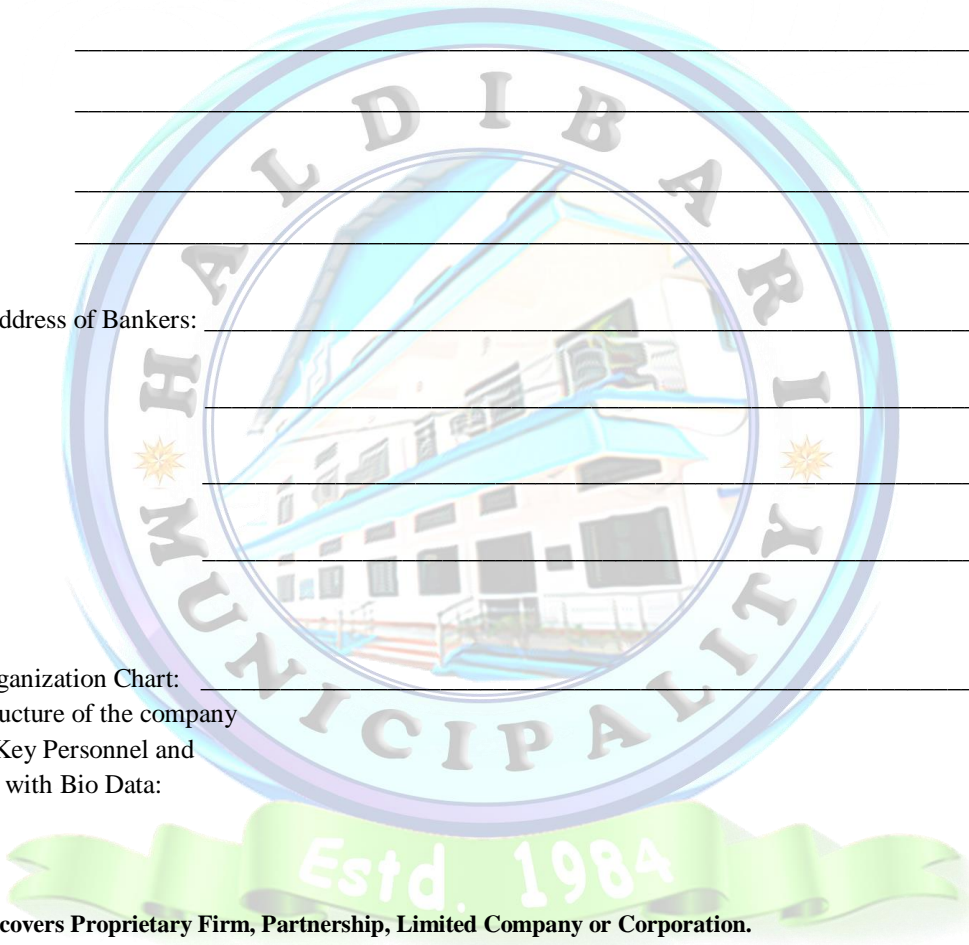 HALDIBARI
ddress of Bankers:
ganization Chart:
ucture of the company
Key Personnel and
with Bio Data:
MUNICIPALITY
Estd. 1984
covers Proprietary Firm, Partnership, Limited Company or Corporation.